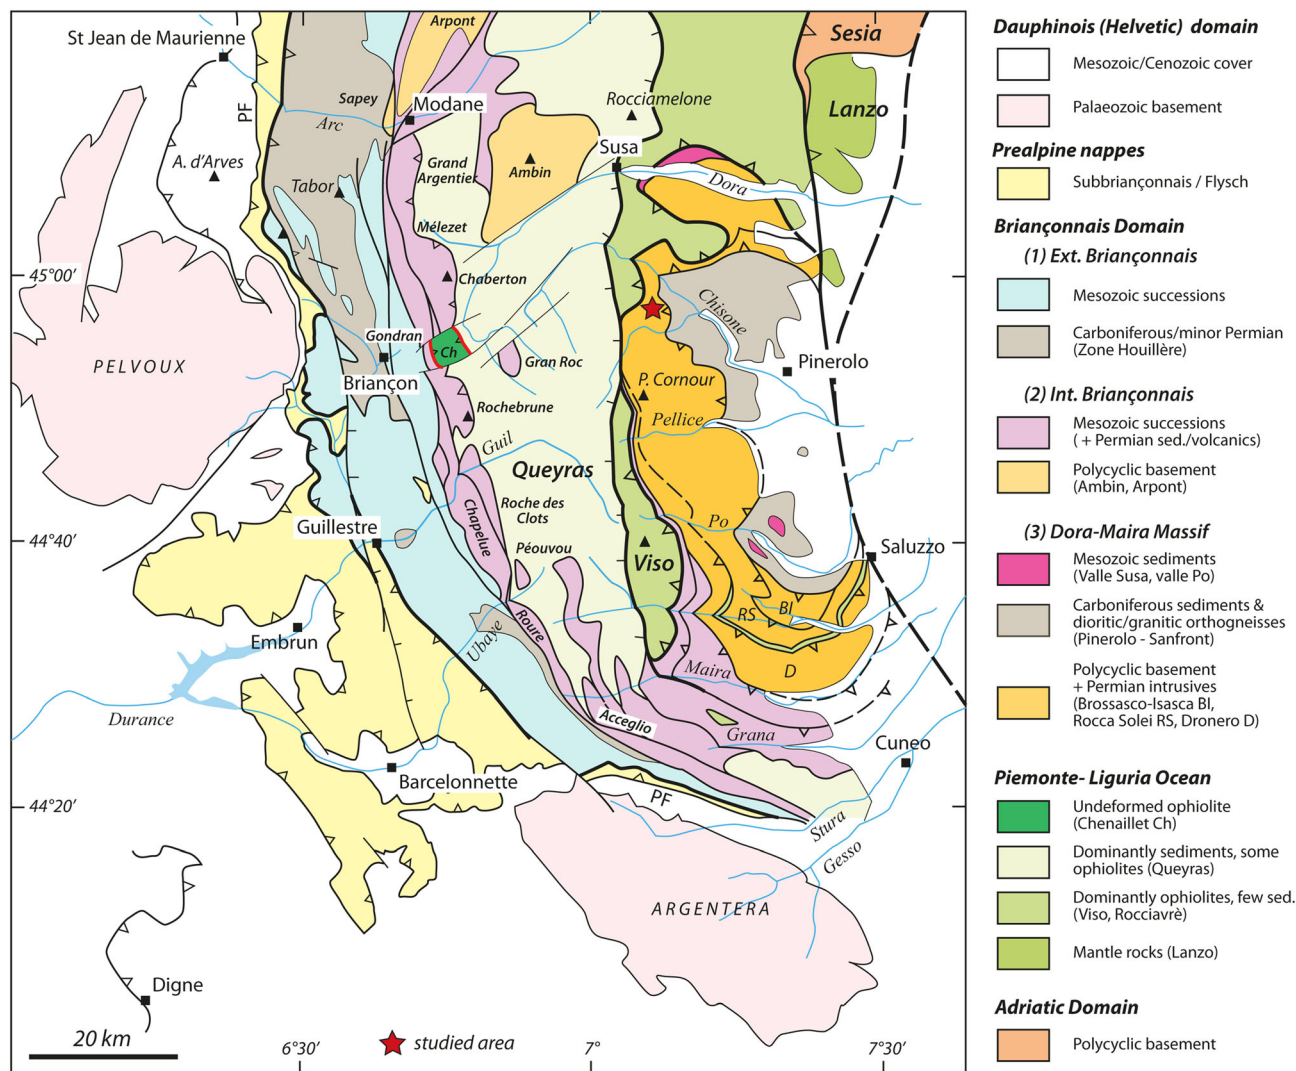 St Jean de Maurienne
Arpont
Sesia
PF
Sapey
Modane
Rocciamelone
Lanzo
Arc
A. d'Arves
Tabor
Grand
Argentier
Ambin
Susa
Dora
Mélezet
45°00'
Chaberton
Chisone
Gondran
Ch
Gran Roc
PELVOUX
Briançon
Pinerolo
P. Cornour
Rochebrune
Pellice
Guil
Queyras
Chapelue
Roche des
Clots
Po
Guillestre
44°40'
Péouvou
Viso
Saluzzo
RS
BI
Embrun
Ubaye
Roure
Maira
D
Durance
Acceglio
Grana
Cuneo
Barcelonnette
44°20'
PF
Stura
Gesso
ARGENTERA
Digne
20 km
studied area
6°30'
7°
7°30'
Dauphinois (Helvetic) domain
Mesozoic/Cenozoic cover
Palaeozoic basement
Prealpine nappes
Subbriançonnais / Flysch
Briançonnais Domain
(1) Ext. Briançonnais
Mesozoic successions
Carboniferous/minor Permian
(Zone Houillère)
(2) Int. Briançonnais
Mesozoic successions
( + Permian sed./volcanics)
Polycyclic basement
(Ambin, Arpont)
(3) Dora-Maira Massif
Mesozoic sediments
(Valle Susa, valle Po)
Carboniferous sediments &
dioritic/granitic orthogneisses
(Pinerolo - Sanfront)
Polycyclic basement
+ Permian intrusives
(Brossasco-Isasca BI,
Rocca Solei RS, Dronero D)
Piemonte- Liguria Ocean
Undeformed ophiolite
(Chenaillet Ch)
Dominantly sediments, some
ophiolites (Queyras)
Dominantly ophiolites, few sed.
(Viso, Rocciavrè)
Mantle rocks (Lanzo)
Adriatic Domain
Polycyclic basement